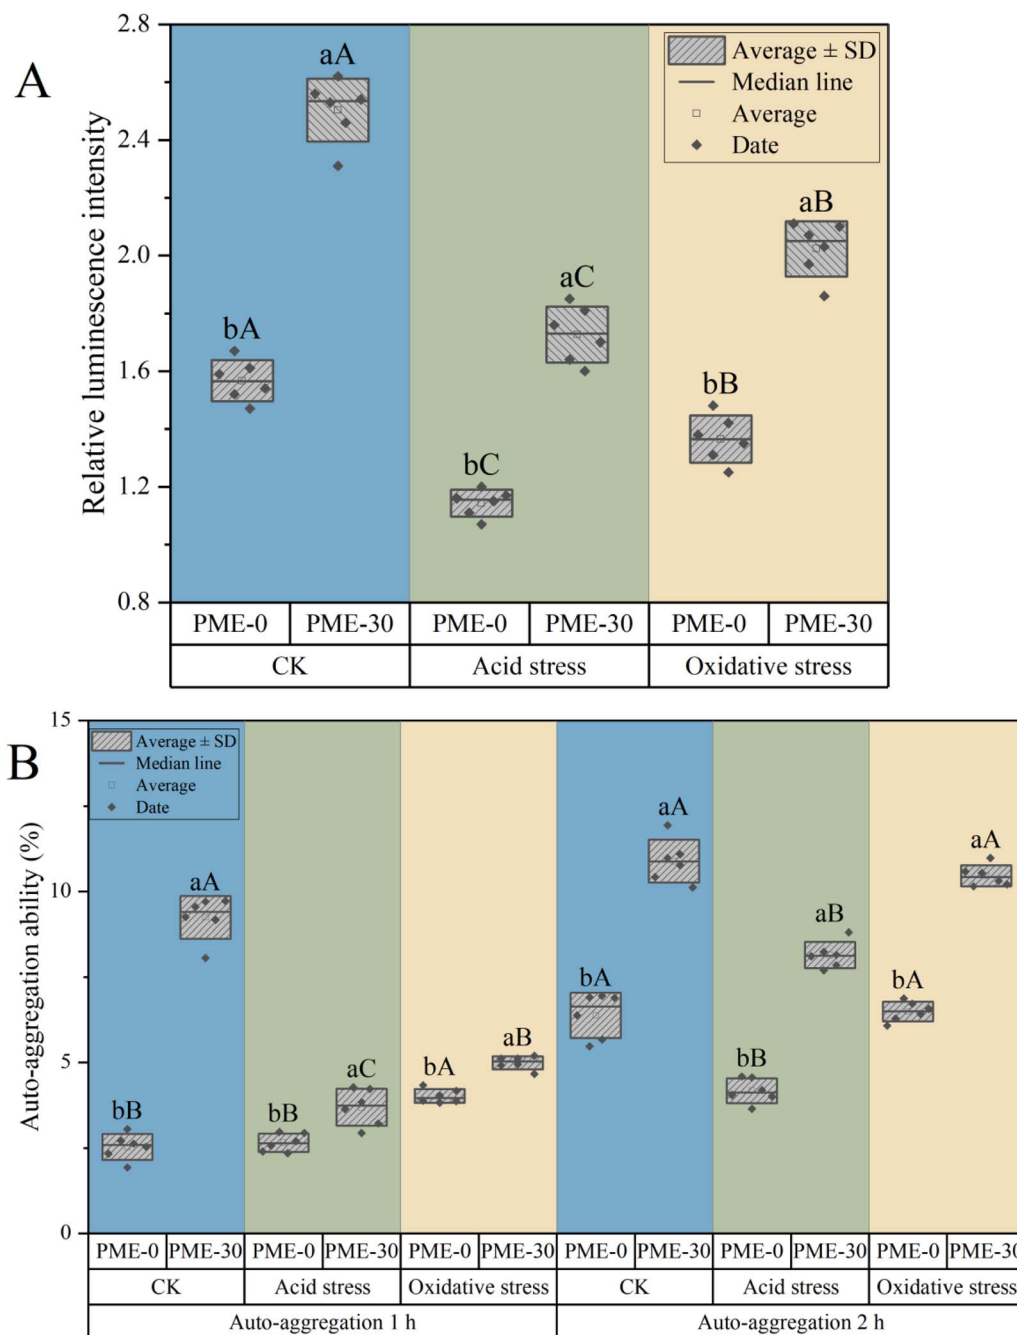 A
Relative luminescence intensity
2.8
2.4
2.0
1.6
1.2
0.8
Average ± SD
Median line
Average
Date
bA
aA
bC
aC
bB
aB
PME-0 PME-30 PME-0 PME-30 PME-0 PME-30
CK Acid stress Oxidative stress
B
Auto-aggregation ability (%)
15
10
5
0
Average ± SD
Median line
Average
Date
bB
aA
bB
aC
bA
aB
bA
aA
bB
aB
bA
aA
PME-0 PME-30 PME-0 PME-30 PME-0 PME-30 PME-0 PME-30 PME-0 PME-30 PME-0 PME-30
CK Acid stress Oxidative stress CK Acid stress Oxidative stress
Auto-aggregation 1 h Auto-aggregation 2 h